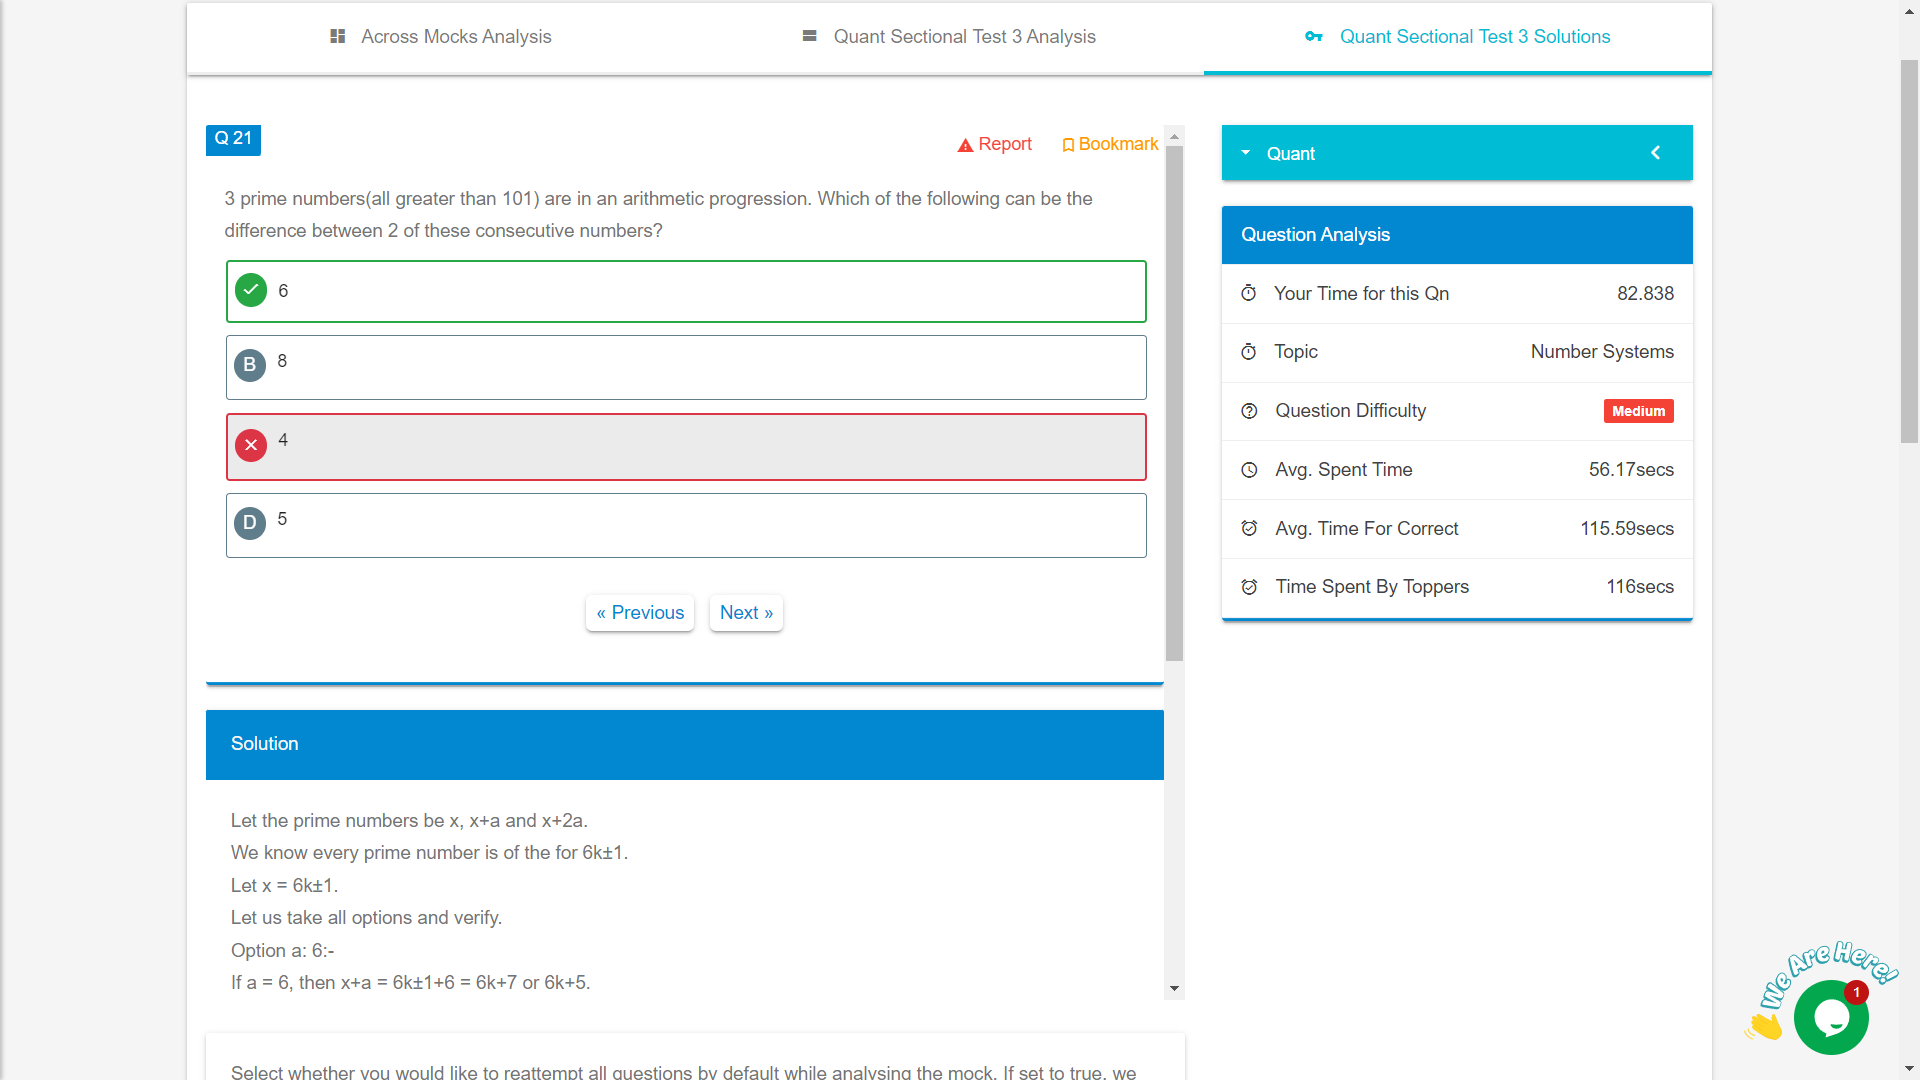 Across Mocks Analysis
Quant Sectional Test 3 Analysis
Quant Sectional Test 3 Solutions
Q 21
Report
Bookmark
3 prime numbers(all greater than 101) are in an arithmetic progression. Which of the following can be the
difference between 2 of these consecutive numbers?
6
B 8
4
D 5
« Previous
Next »
Solution
Let the prime numbers be x, x+a and x+2a.
We know every prime number is of the for 6k±1.
Let x = 6k±1.
Let us take all options and verify.
Option a: 6:-
If a = 6, then x+a = 6k±1+6 = 6k+7 or 6k+5.
Select whether you would like to reattempt all questions by default while analysing the mock. If set to true, we
Quant
Question Analysis
Your Time for this Qn 82.838
Topic Number Systems
Question Difficulty Medium
Avg. Spent Time 56.17secs
Avg. Time For Correct 115.59secs
Time Spent By Toppers 116secs
We Are Here!
1